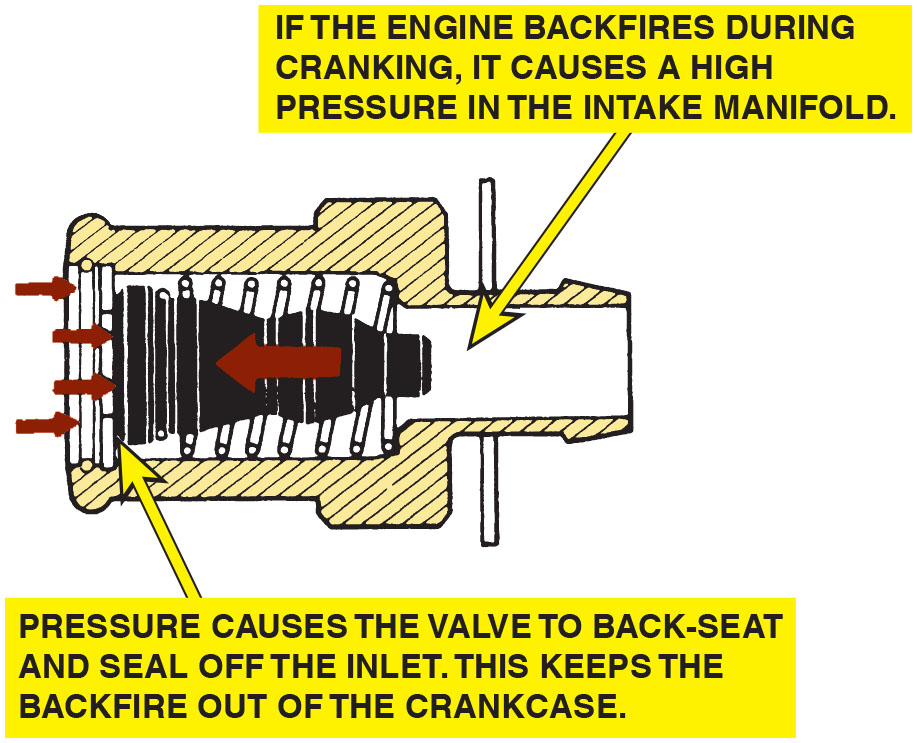 IF THE ENGINE BACKFIRES DURING
CRANKING, IT CAUSES A HIGH
PRESSURE IN THE INTAKE MANIFOLD.
PRESSURE CAUSES THE VALVE TO BACK-SEAT
AND SEAL OFF THE INLET. THIS KEEPS THE
BACKFIRE OUT OF THE CRANKCASE.